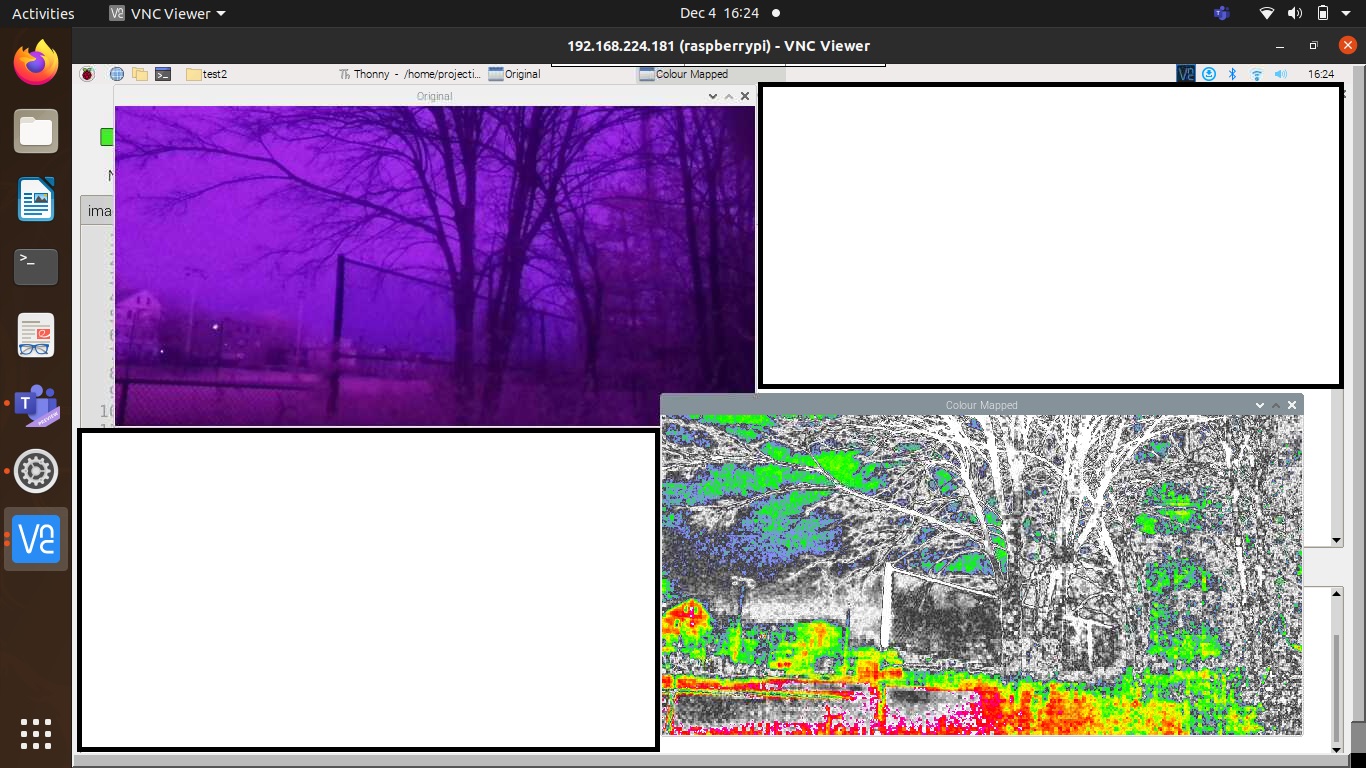 Activities VNC Viewer Dec 4 16:24
192.168.224.181 (raspberrypi) - VNC Viewer
test2 Thonny - /home/projecti... Original Colour Mapped 16:24
Original
ima
10
Colour Mapped